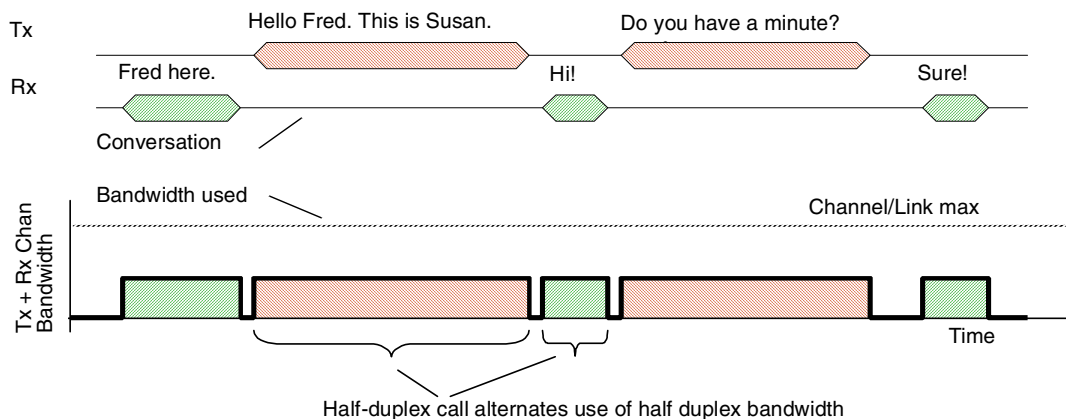 Tx
Hello Fred. This is Susan.
Do you have a minute?
Rx
Fred here.
Hi!
Sure!
Conversation
Bandwidth used
Channel/Link max
Tx + Rx Chan
Bandwidth
Time
Half-duplex call alternates use of half duplex bandwidth